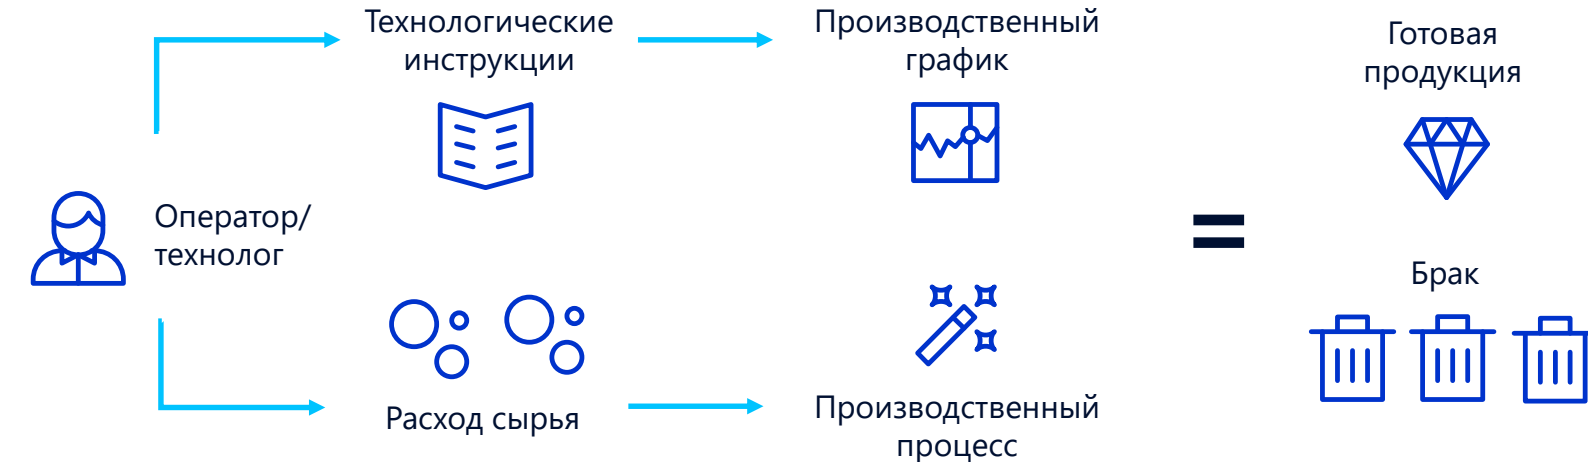 Технологические
инструкции
Производственный
график
Готовая
продукция
Оператор/
технолог
Брак
Расход сырья
Производственный
процесс